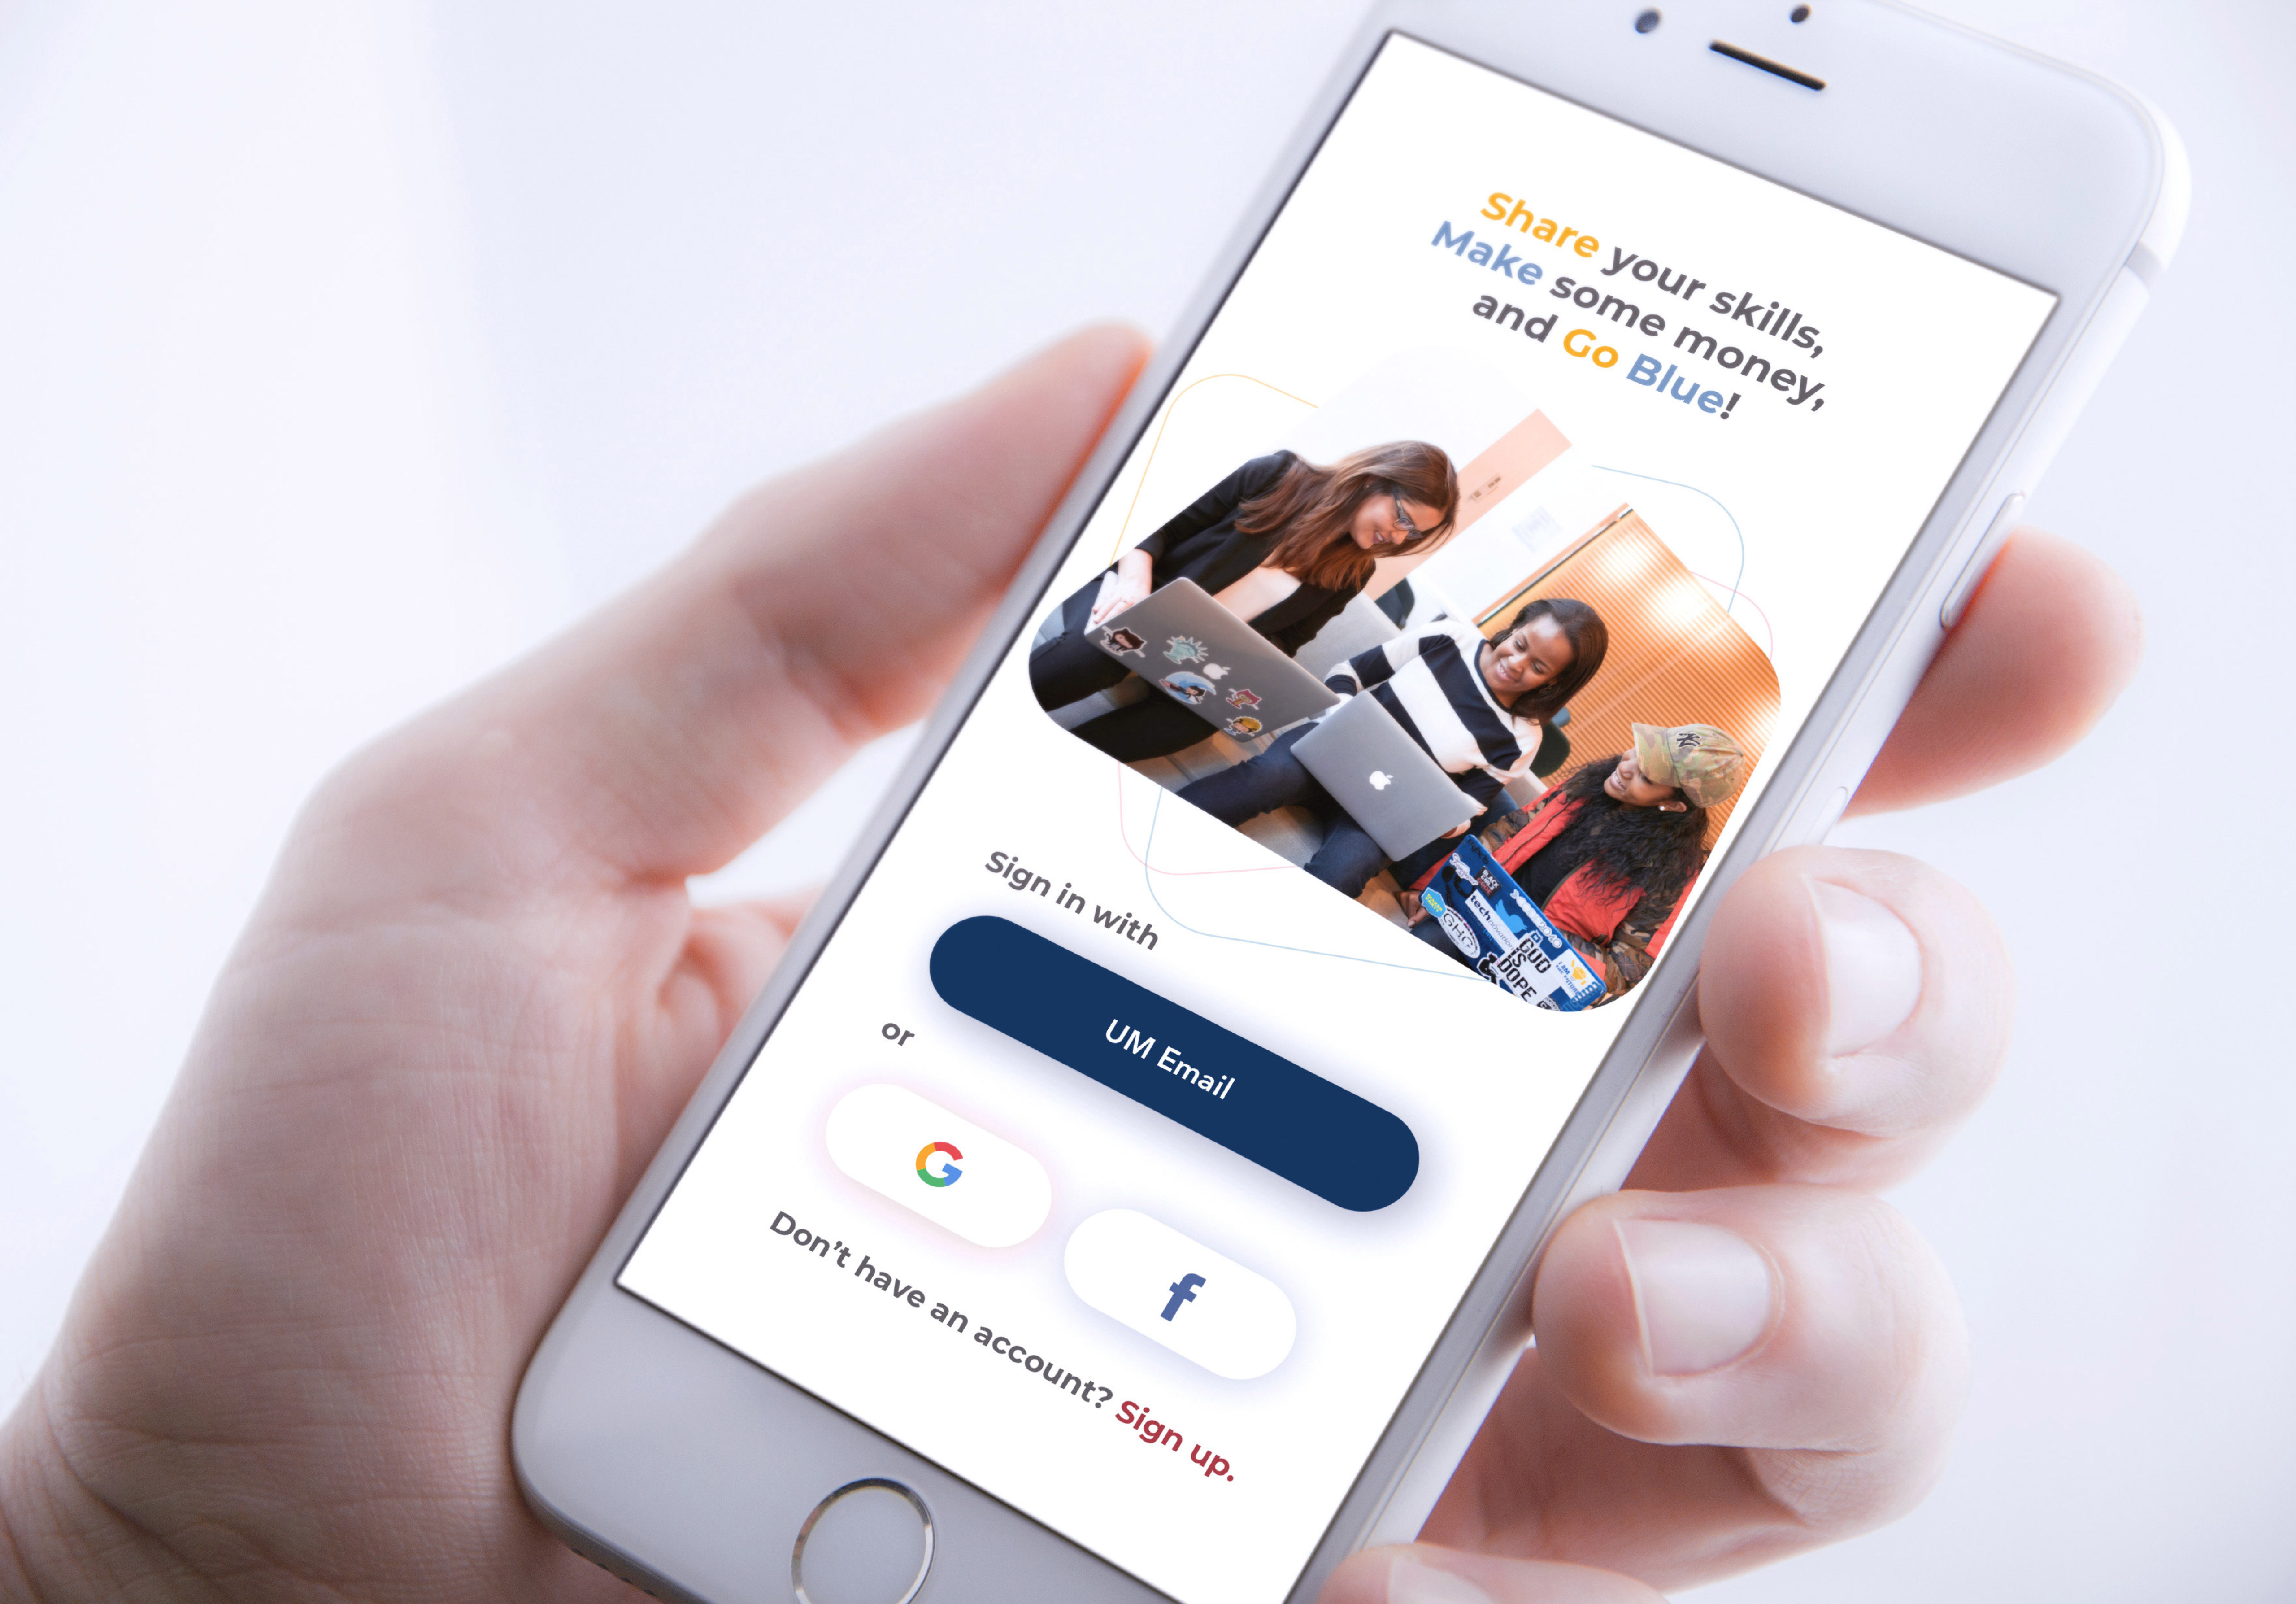 Share your skills,
Make some money,
and Go Blue!
GHC
tech
GOD
IS
DOPE
Sign in with
UM Email
or
G
f
Don't have an account? Sign up.